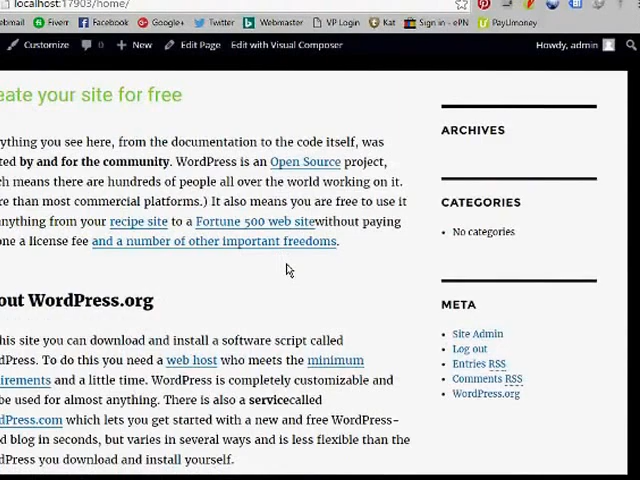 localhost:17903/home/
Webmail Fiverr Facebook Google+ Twitter Webmaster VP Login Kat Sign in - ePN PayUmoney
Customize 0 New Edit Page Edit with Visual Composer Howdy, admin
eate your site for free
ything you see here, from the documentation to the code itself, was
ted by and for the community. WordPress is an Open Source project,
ch means there are hundreds of people all over the world working on it.
re than most commercial platforms.) It also means you are free to use it
anything from your recipe site to a Fortune 500 web sitewithout paying
one a license fee and a number of other important freedoms.
out WordPress.org
his site you can download and install a software script called
dPress. To do this you need a web host who meets the minimum
irements and a little time. WordPress is completely customizable and
be used for almost anything. There is also a servicecalled
dPress.com which lets you get started with a new and free WordPress-
d blog in seconds, but varies in several ways and is less flexible than the
dPress you download and install yourself.
ARCHIVES
CATEGORIES
No categories
META
Site Admin
Log out
Entries RSS
Comments RSS
WordPress.org